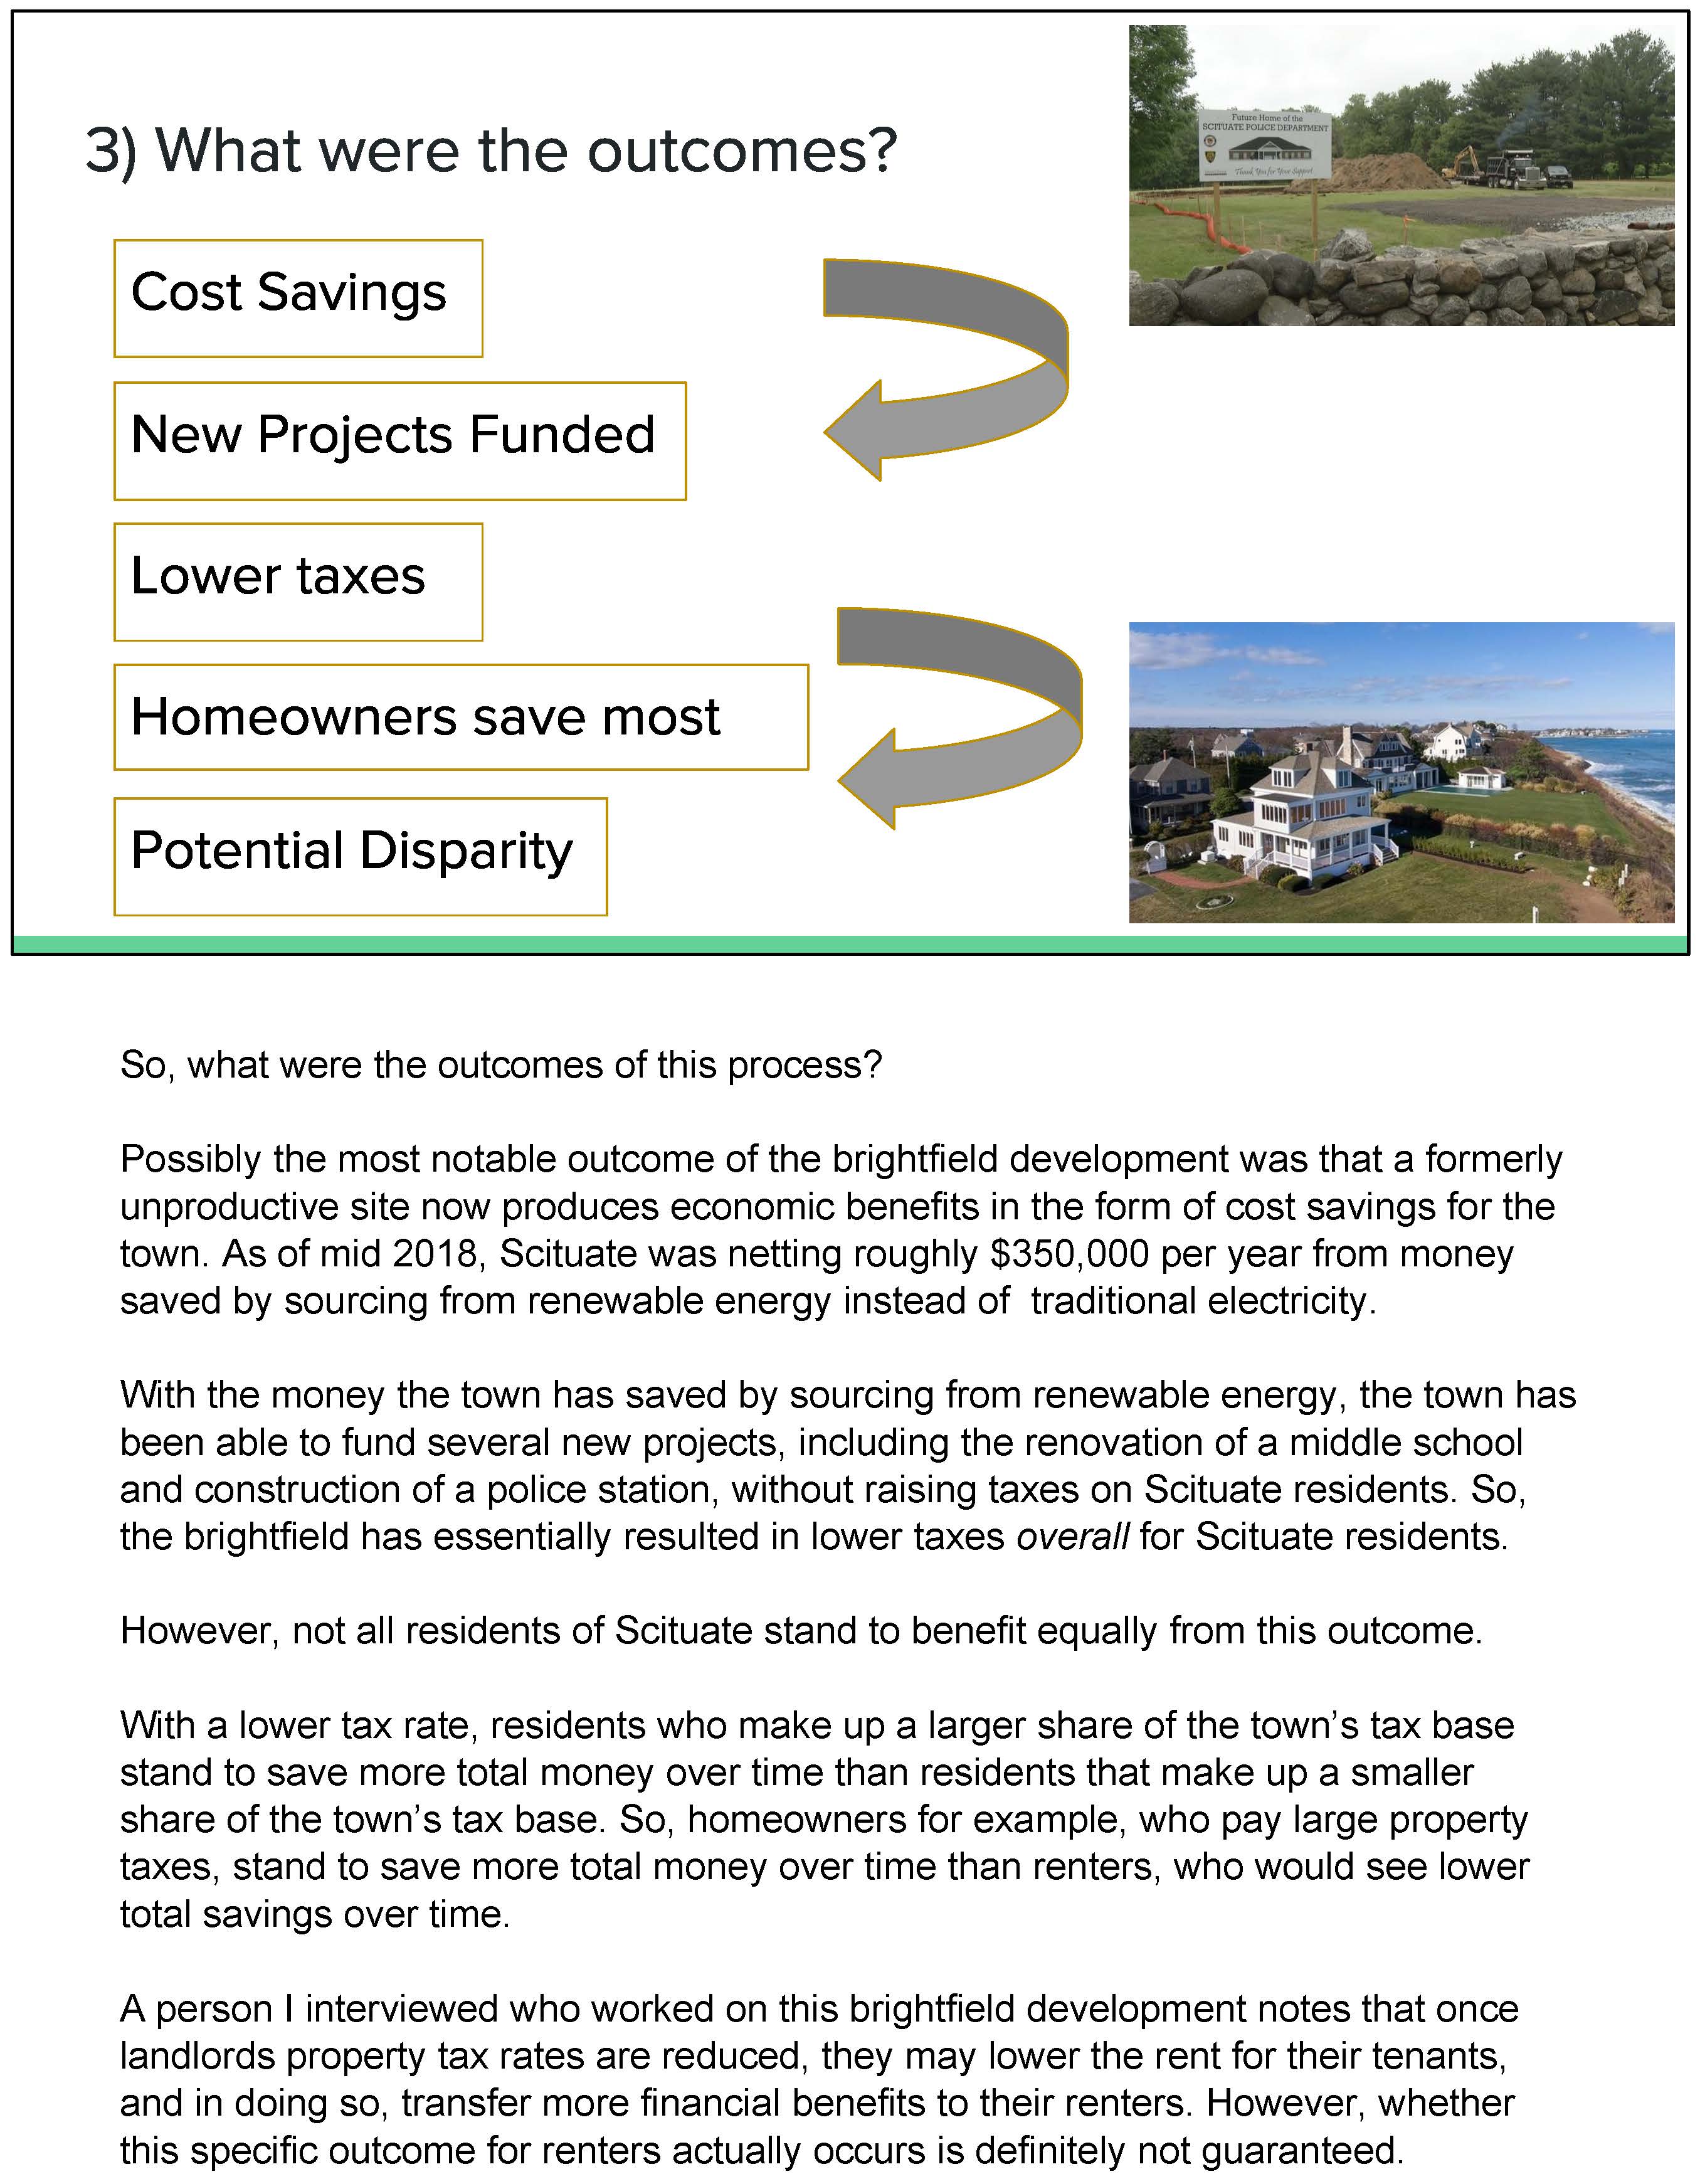 3) What were the outcomes?
Future Home of the
SCITUATE POLICE DEPARTMENT
Thank You for Your Support
Cost Savings
New Projects Funded
Lower taxes
Homeowners save most
Potential Disparity
So, what were the outcomes of this process?
Possibly the most notable outcome of the brightfield development was that a formerly
unproductive site now produces economic benefits in the form of cost savings for the
town. As of mid 2018, Scituate was netting roughly $350,000 per year from money
saved by sourcing from renewable energy instead of  traditional electricity.
With the money the town has saved by sourcing from renewable energy, the town has
been able to fund several new projects, including the renovation of a middle school
and construction of a police station, without raising taxes on Scituate residents. So,
the brightfield has essentially resulted in lower taxes overall for Scituate residents.
However, not all residents of Scituate stand to benefit equally from this outcome.
With a lower tax rate, residents who make up a larger share of the town’s tax base
stand to save more total money over time than residents that make up a smaller
share of the town’s tax base. So, homeowners for example, who pay large property
taxes, stand to save more total money over time than renters, who would see lower
total savings over time.
A person I interviewed who worked on this brightfield development notes that once
landlords property tax rates are reduced, they may lower the rent for their tenants,
and in doing so, transfer more financial benefits to their renters. However, whether
this specific outcome for renters actually occurs is definitely not guaranteed.